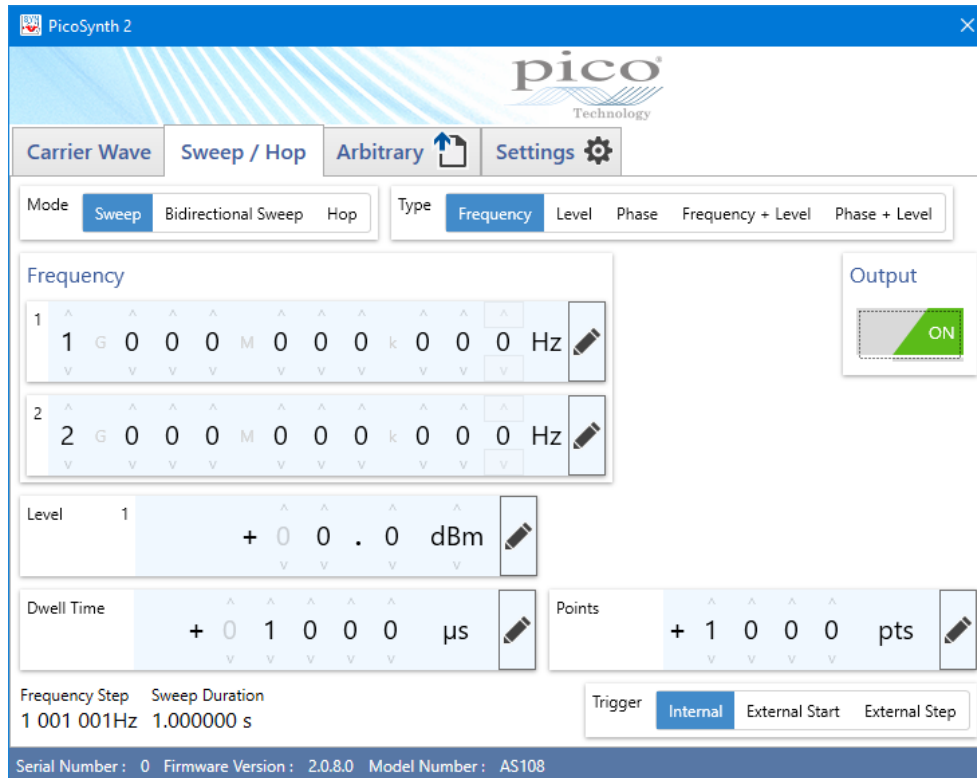 PicoSynth 2
pico
Technology
Carrier Wave Sweep / Hop Arbitrary Settings
Mode Sweep Bidirectional Sweep Hop Type Frequency Level Phase Frequency + Level Phase + Level
Frequency Output
1 1 G 0 0 0 M 0 0 0 k 0 0 0 Hz ON
2 2 G 0 0 0 M 0 0 0 k 0 0 0 Hz
Level 1 + 0 0 . 0 dBm
Dwell Time + 0 1 0 0 0 µs Points + 1 0 0 0 pts
Frequency Step Sweep Duration
1 001 001Hz 1.000000 s
Trigger Internal External Start External Step
Serial Number : 0 Firmware Version : 2.0.8.0 Model Number : AS108